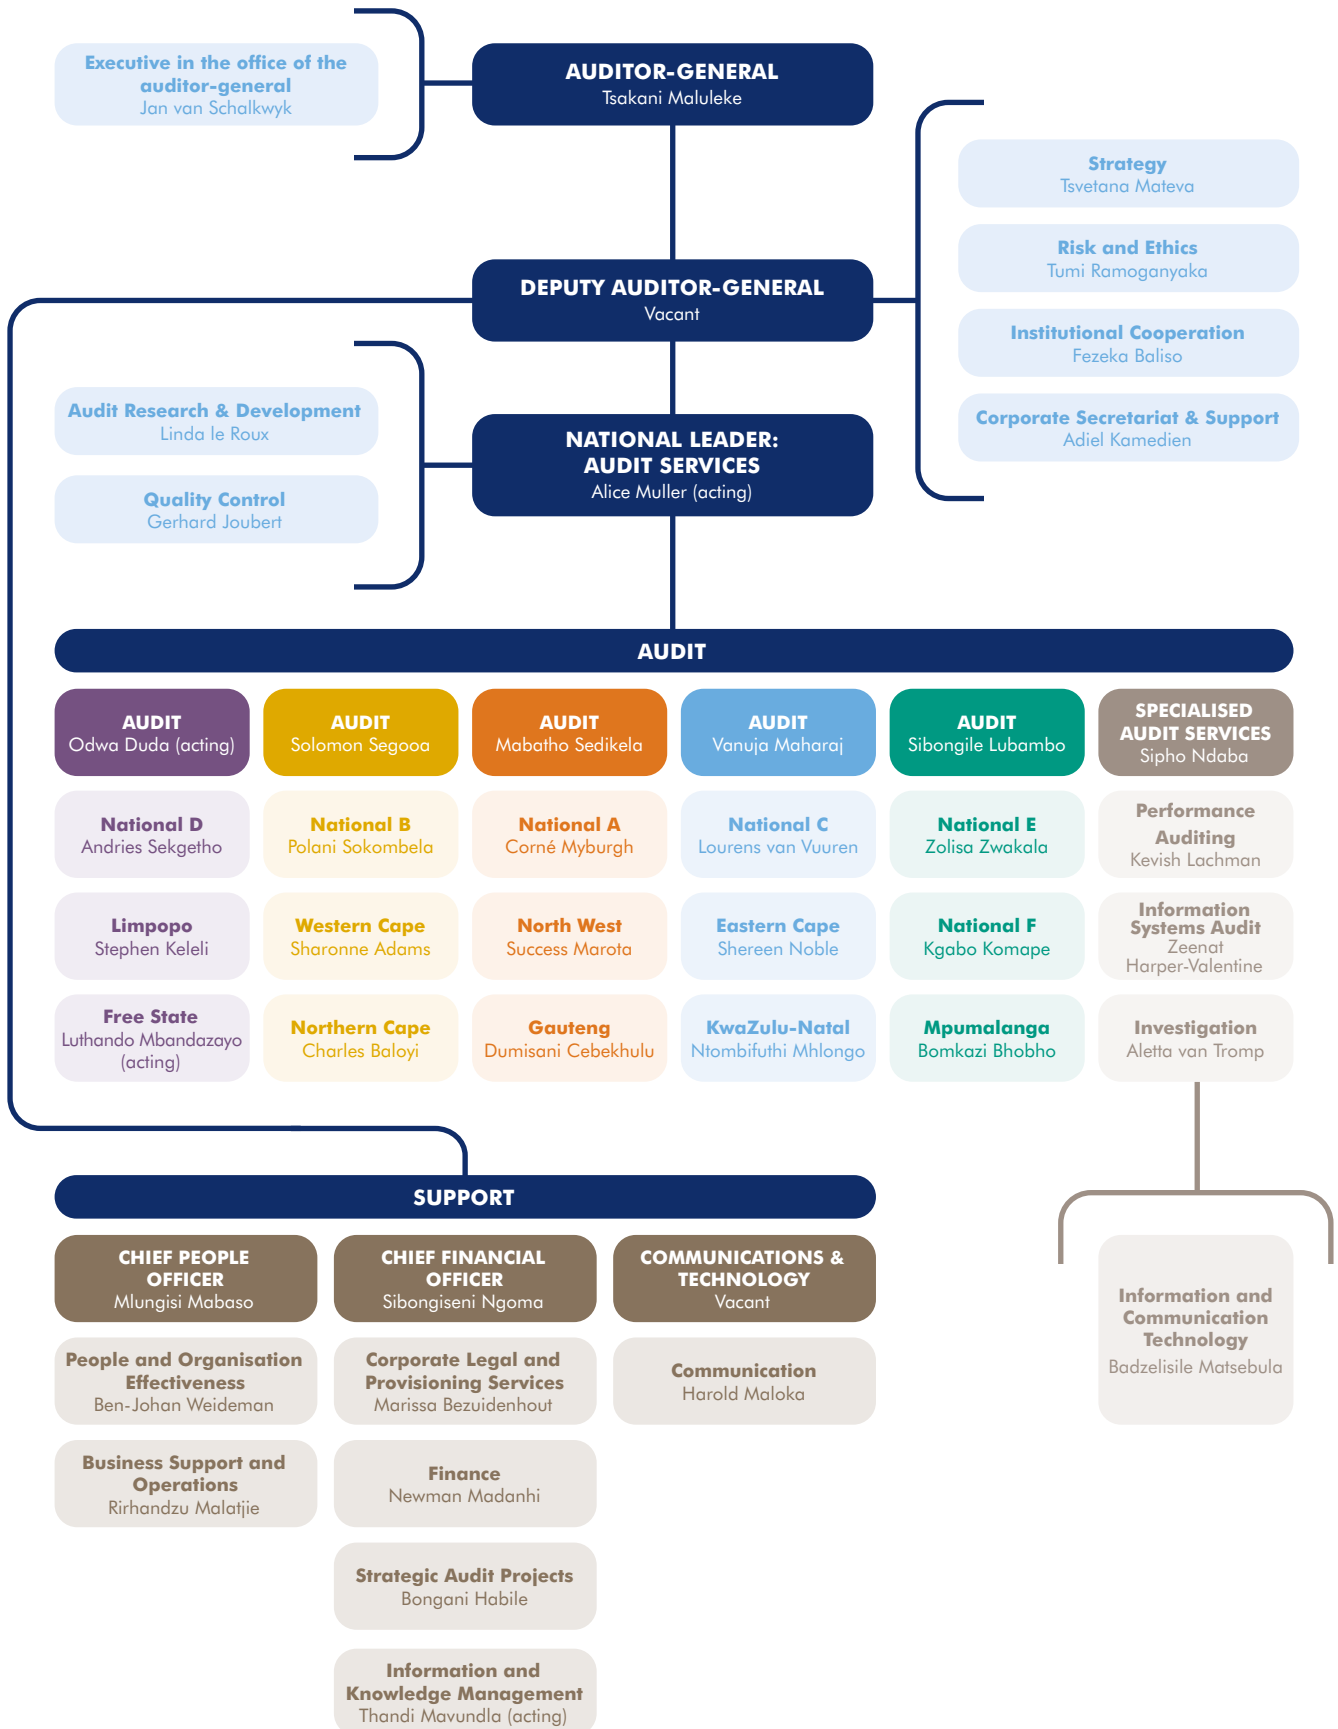 Executive in the office of the
auditor-general
Jan van Schalkwyk
AUDITOR-GENERAL
Tsakani Maluleke
Strategy
Tsvetana Mateva
Risk and Ethics
Tumi Ramoganyaka
Institutional Cooperation
Fezeka Baliso
Corporate Secretariat & Support
Adiel Kamedien
DEPUTY AUDITOR-GENERAL
Vacant
Audit Research & Development
Linda le Roux
Quality Control
Gerhard Joubert
NATIONAL LEADER:
AUDIT SERVICES
Alice Muller (acting)
AUDIT
AUDIT
Odwa Duda (acting)
National D
Andries Sekgetho
Limpopo
Stephen Keleli
Free State
Luthando Mbandazayo
(acting)
AUDIT
Solomon Segooa
National B
Polani Sokombela
Western Cape
Sharonne Adams
Northern Cape
Charles Baloyi
AUDIT
Mabatho Sedikela
National A
Corné Myburgh
North West
Success Marota
Gauteng
Dumisani Cebekhulu
AUDIT
Vanuja Maharaj
National C
Lourens van Vuuren
Eastern Cape
Shereen Noble
KwaZulu-Natal
Ntombifuthi Mhlongo
AUDIT
Sibongile Lubambo
National E
Zolisa Zwakala
National F
Kgabo Komape
Mpumalanga
Bomkazi Bhobho
SPECIALISED
AUDIT SERVICES
Sipho Ndaba
Performance
Auditing
Kevish Lachman
Information
Systems Audit
Zeenat
Harper-Valentine
Investigation
Aletta van Tromp
Information and
Communication
Technology
Badzelisile Matsebula
SUPPORT
CHIEF PEOPLE
OFFICER
Mlungisi Mabaso
People and Organisation
Effectiveness
Ben-Johan Weideman
Business Support and
Operations
Rirhandzu Malatjie
CHIEF FINANCIAL
OFFICER
Sibongiseni Ngoma
Corporate Legal and
Provisioning Services
Marissa Bezuidenhout
Finance
Newman Madanhi
Strategic Audit Projects
Bongani Habile
Information and
Knowledge Management
Thandi Mavundla (acting)
COMMUNICATIONS &
TECHNOLOGY
Vacant
Communication
Harold Maloka